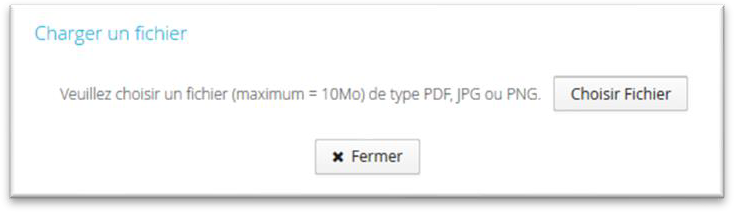 Charger un fichier
Veuillez choisir un fichier (maximum = 10Mo) de type PDF, JPG ou PNG. Choisir Fichier
✖ Fermer